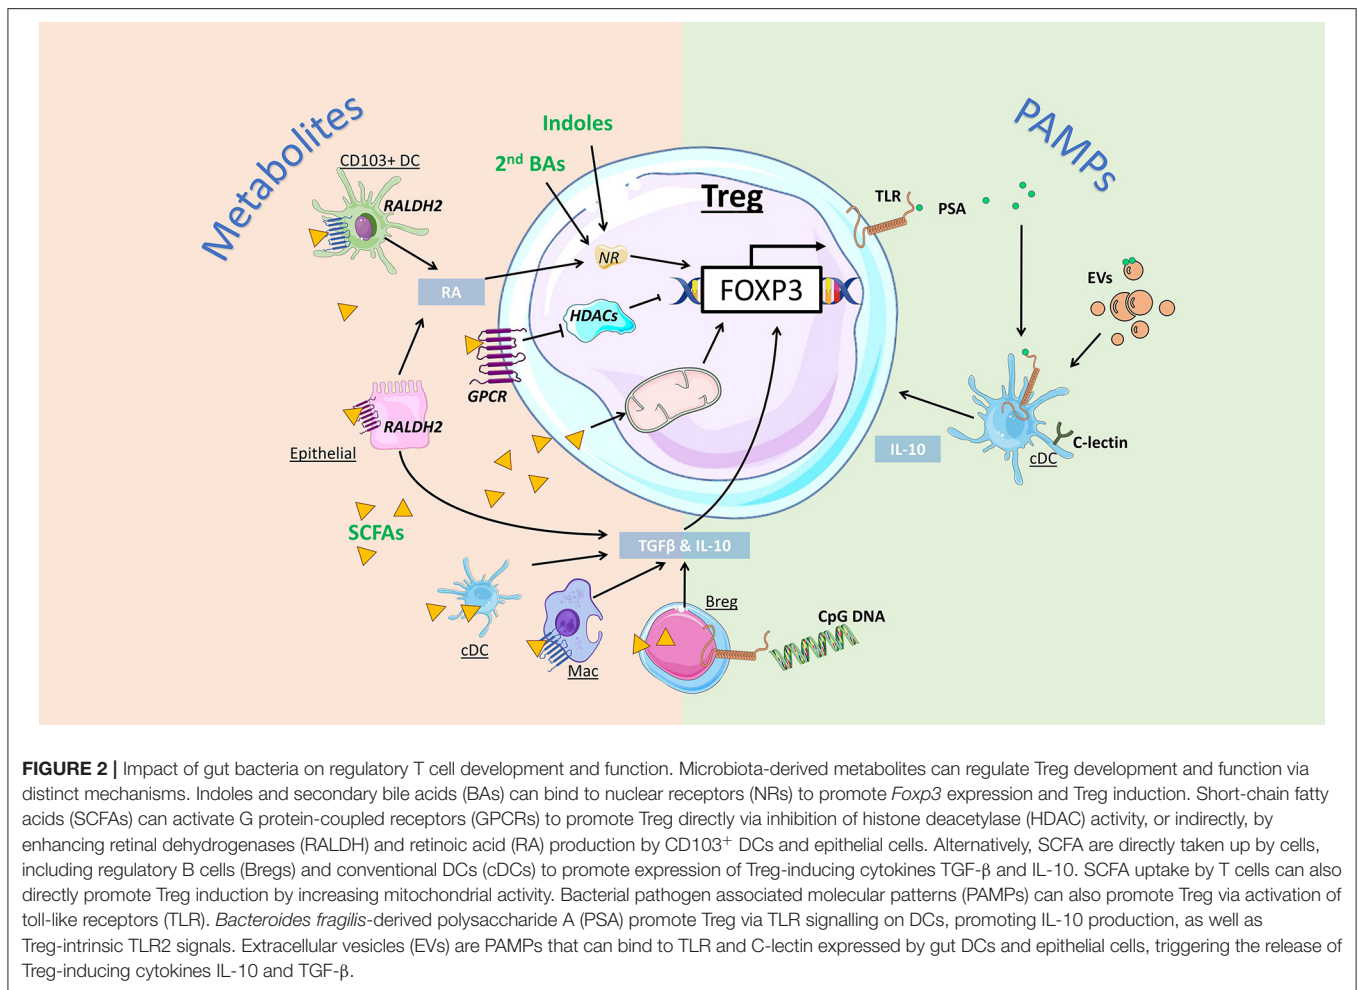 Metabolites
PAMPs
Indoles
2nd BAs
CD103+ DC
RALDH2
RA
NR
Treg
FOXP3
HDACs
GPCR
TLR
PSA
EVs
RALDH2
Epithelial
C-lectin
cDC
IL-10
SCFAs
TGFβ & IL-10
cDC
Mac
Breg
CpG DNA
FIGURE 2 | Impact of gut bacteria on regulatory T cell development and function. Microbiota-derived metabolites can regulate Treg development and function via
distinct mechanisms. Indoles and secondary bile acids (BAs) can bind to nuclear receptors (NRs) to promote Foxp3 expression and Treg induction. Short-chain fatty
acids (SCFAs) can activate G protein-coupled receptors (GPCRs) to promote Treg directly via inhibition of histone deacetylase (HDAC) activity, or indirectly, by
enhancing retinal dehydrogenases (RALDH) and retinoic acid (RA) production by CD103+ DCs and epithelial cells. Alternatively, SCFA are directly taken up by cells,
including regulatory B cells (Bregs) and conventional DCs (cDCs) to promote expression of Treg-inducing cytokines TGF-β and IL-10. SCFA uptake by T cells can also
directly promote Treg induction by increasing mitochondrial activity. Bacterial pathogen associated molecular patterns (PAMPs) can also promote Treg via activation of
toll-like receptors (TLR). Bacteroides fragilis-derived polysaccharide A (PSA) promote Treg via TLR signalling on DCs, promoting IL-10 production, as well as
Treg-intrinsic TLR2 signals. Extracellular vesicles (EVs) are PAMPs that can bind to TLR and C-lectin expressed by gut DCs and epithelial cells, triggering the release of
Treg-inducing cytokines IL-10 and TGF-β.